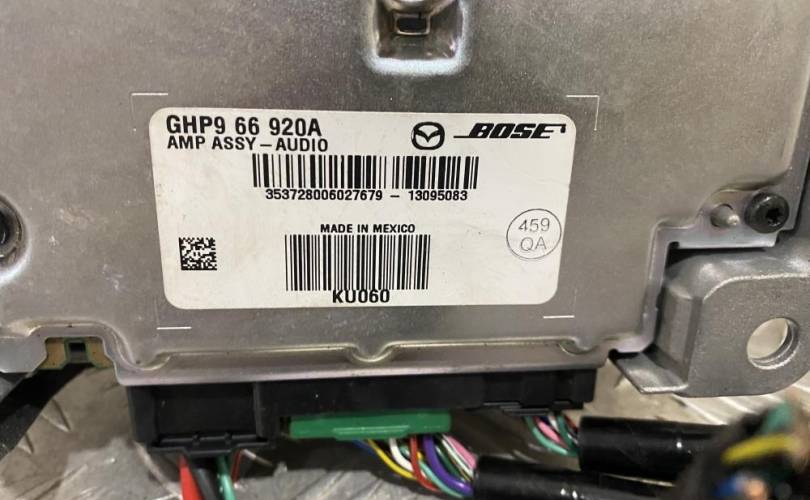 GHP9 66 920A
BOSE
AMP ASSY – AUDIO
353728006027679 – 13095083
MADE IN MEXICO
459
QA
KU060